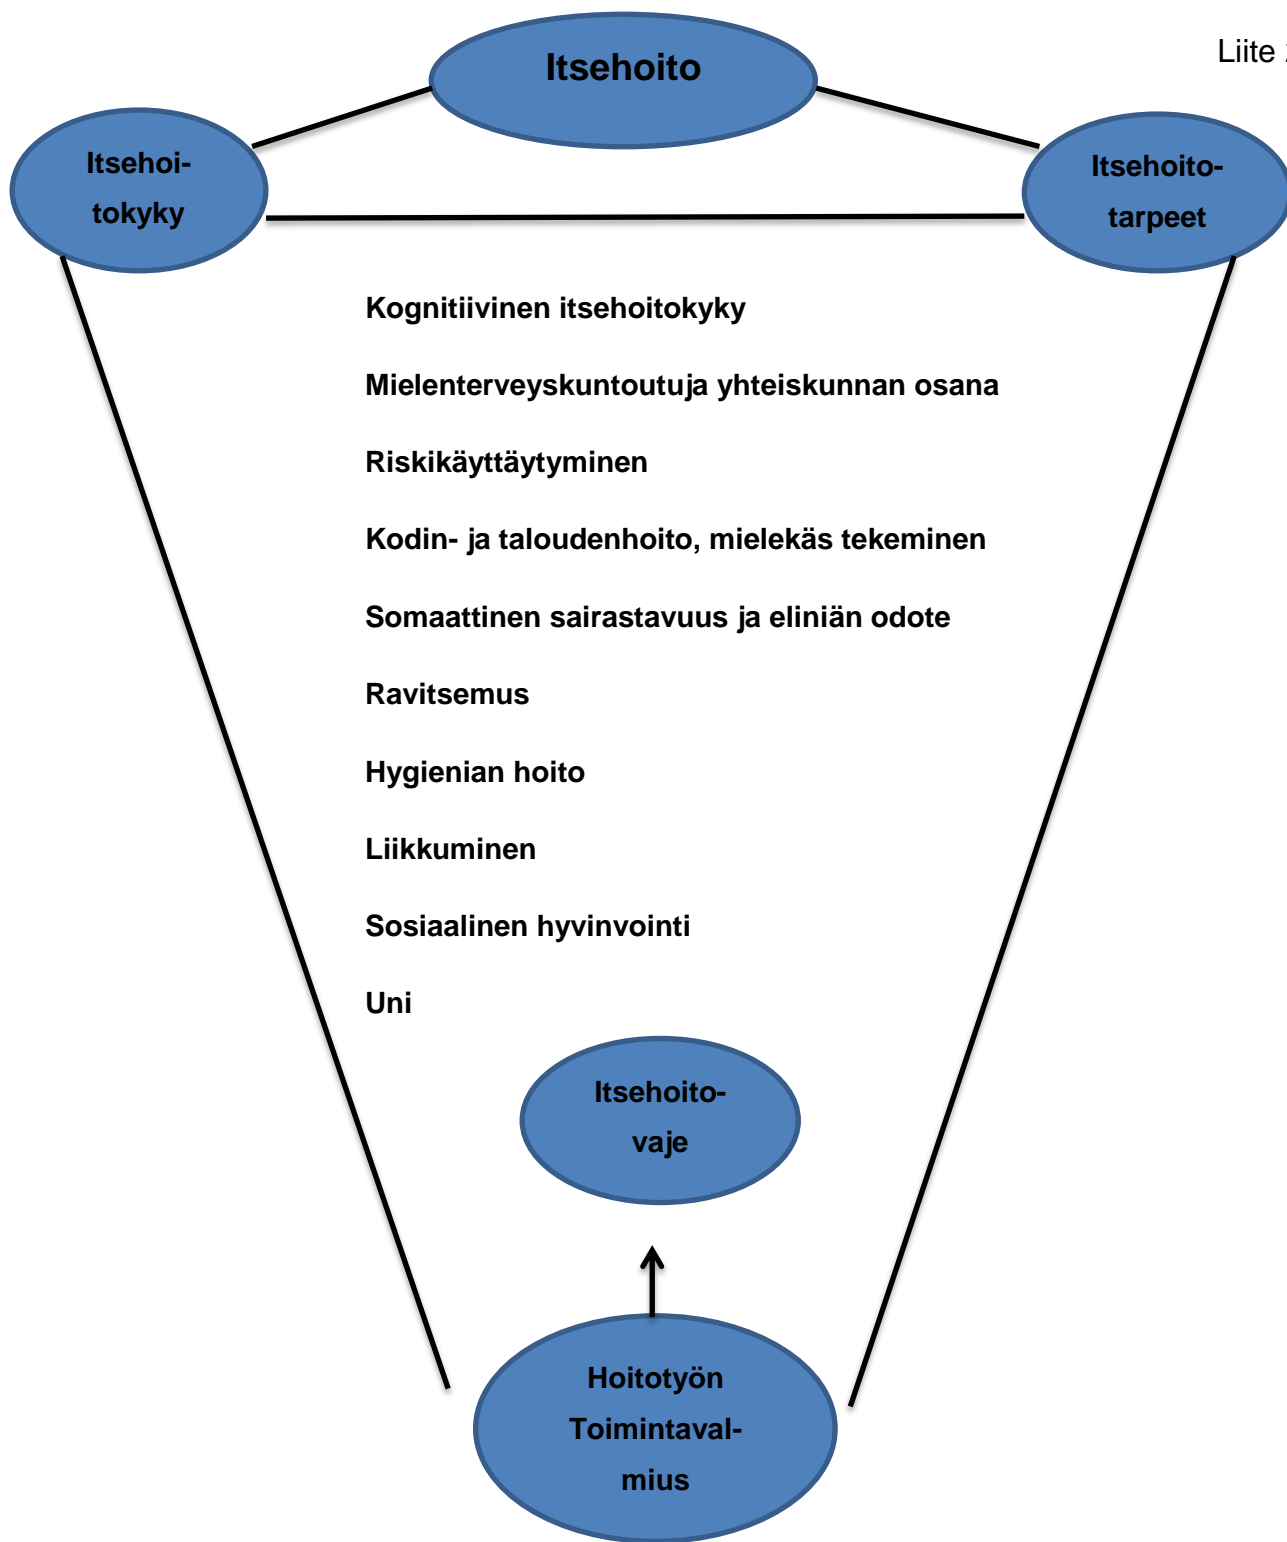 Liite
Itsehoito
Itsehoi-
tokyky
Itsehoito-
tarpeet
Kognitiivinen itsehoitokyky
Mielenterveyskuntoutuja yhteiskunnan osana
Riskikäyttäytyminen
Kodin- ja taloudenhoito, mielekäs tekeminen
Somaattinen sairastavuus ja eliniän odote
Ravitsemus
Hygienian hoito
Liikkuminen
Sosiaalinen hyvinvointi
Uni
Itsehoito-
vaje
Hoitotyön
Toimintaval-
mius